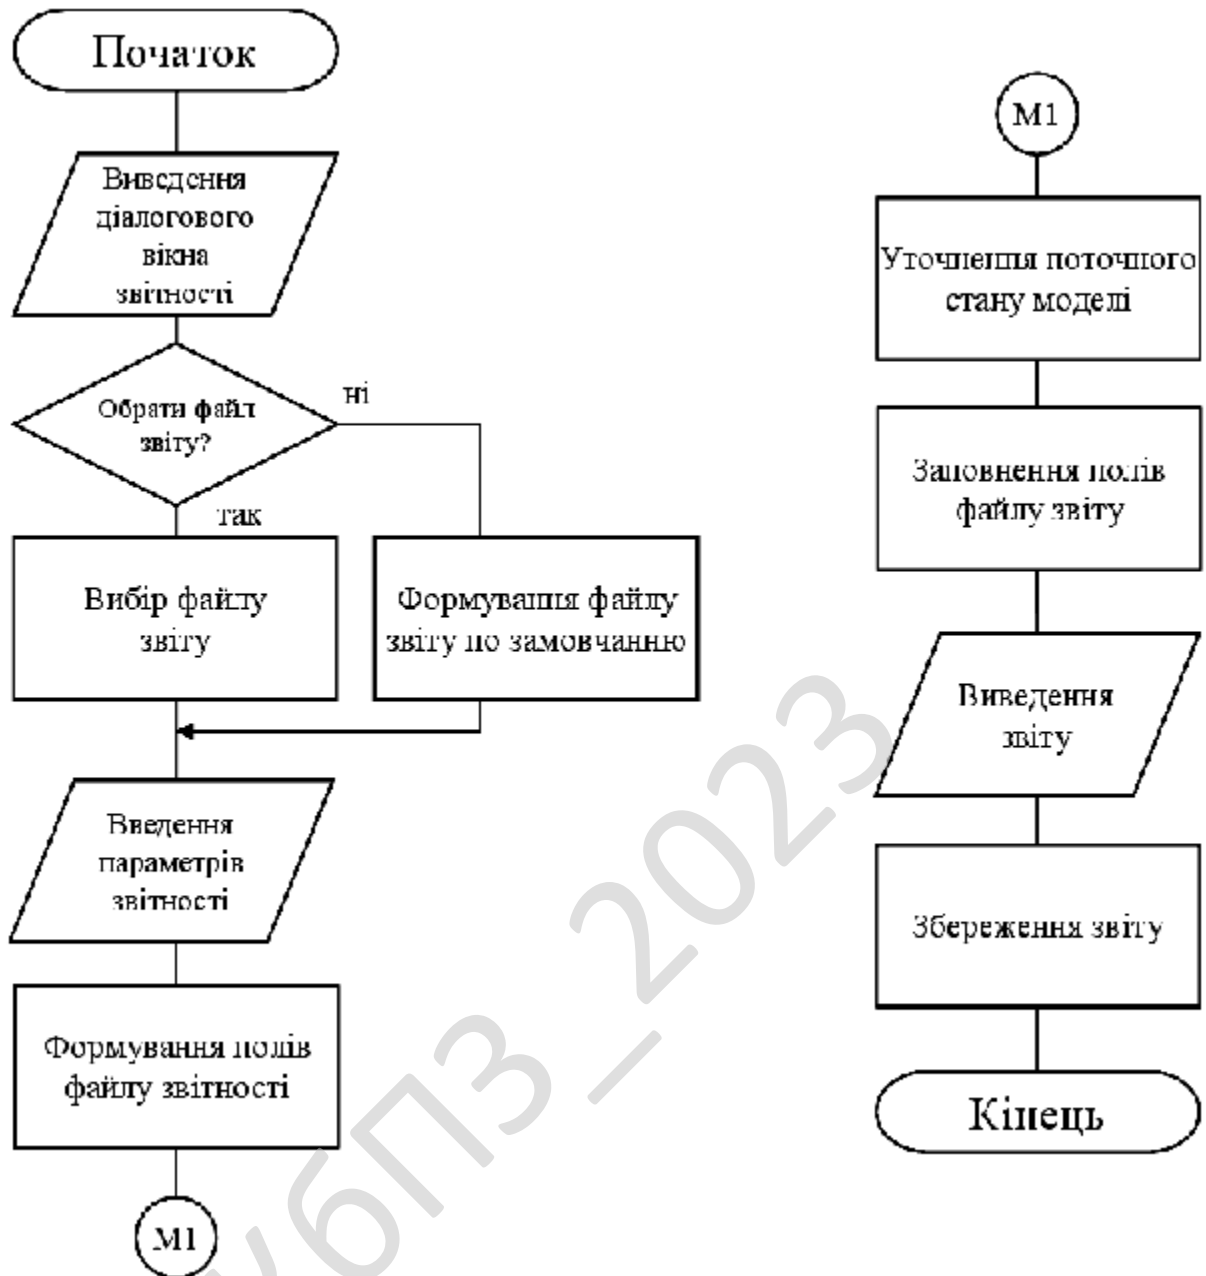 Початок
Виведення
діалогового
вікна
звітності
Обрати файл
звіту?
ні
так
Вибір файлу
звіту
Формування файлу
звіту по замовчанню
Введення
параметрів
звітності
Формування полів
файлу звітності
М1
М1
Уточнення поточного
стану моделі
Заповнення полів
файлу звіту
Виведення
звіту
Збереження звіту
Кінець
КбПЗ_2023